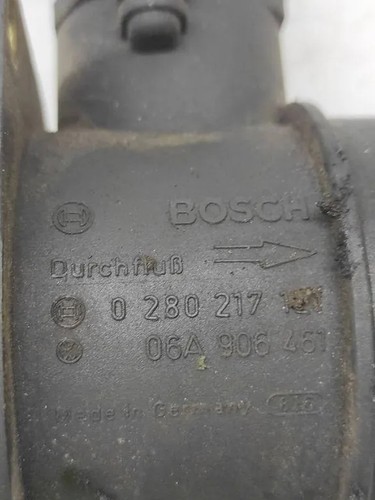 BOSCH
Durchfluß
0 280 217
06A 906 461
Made in Germany